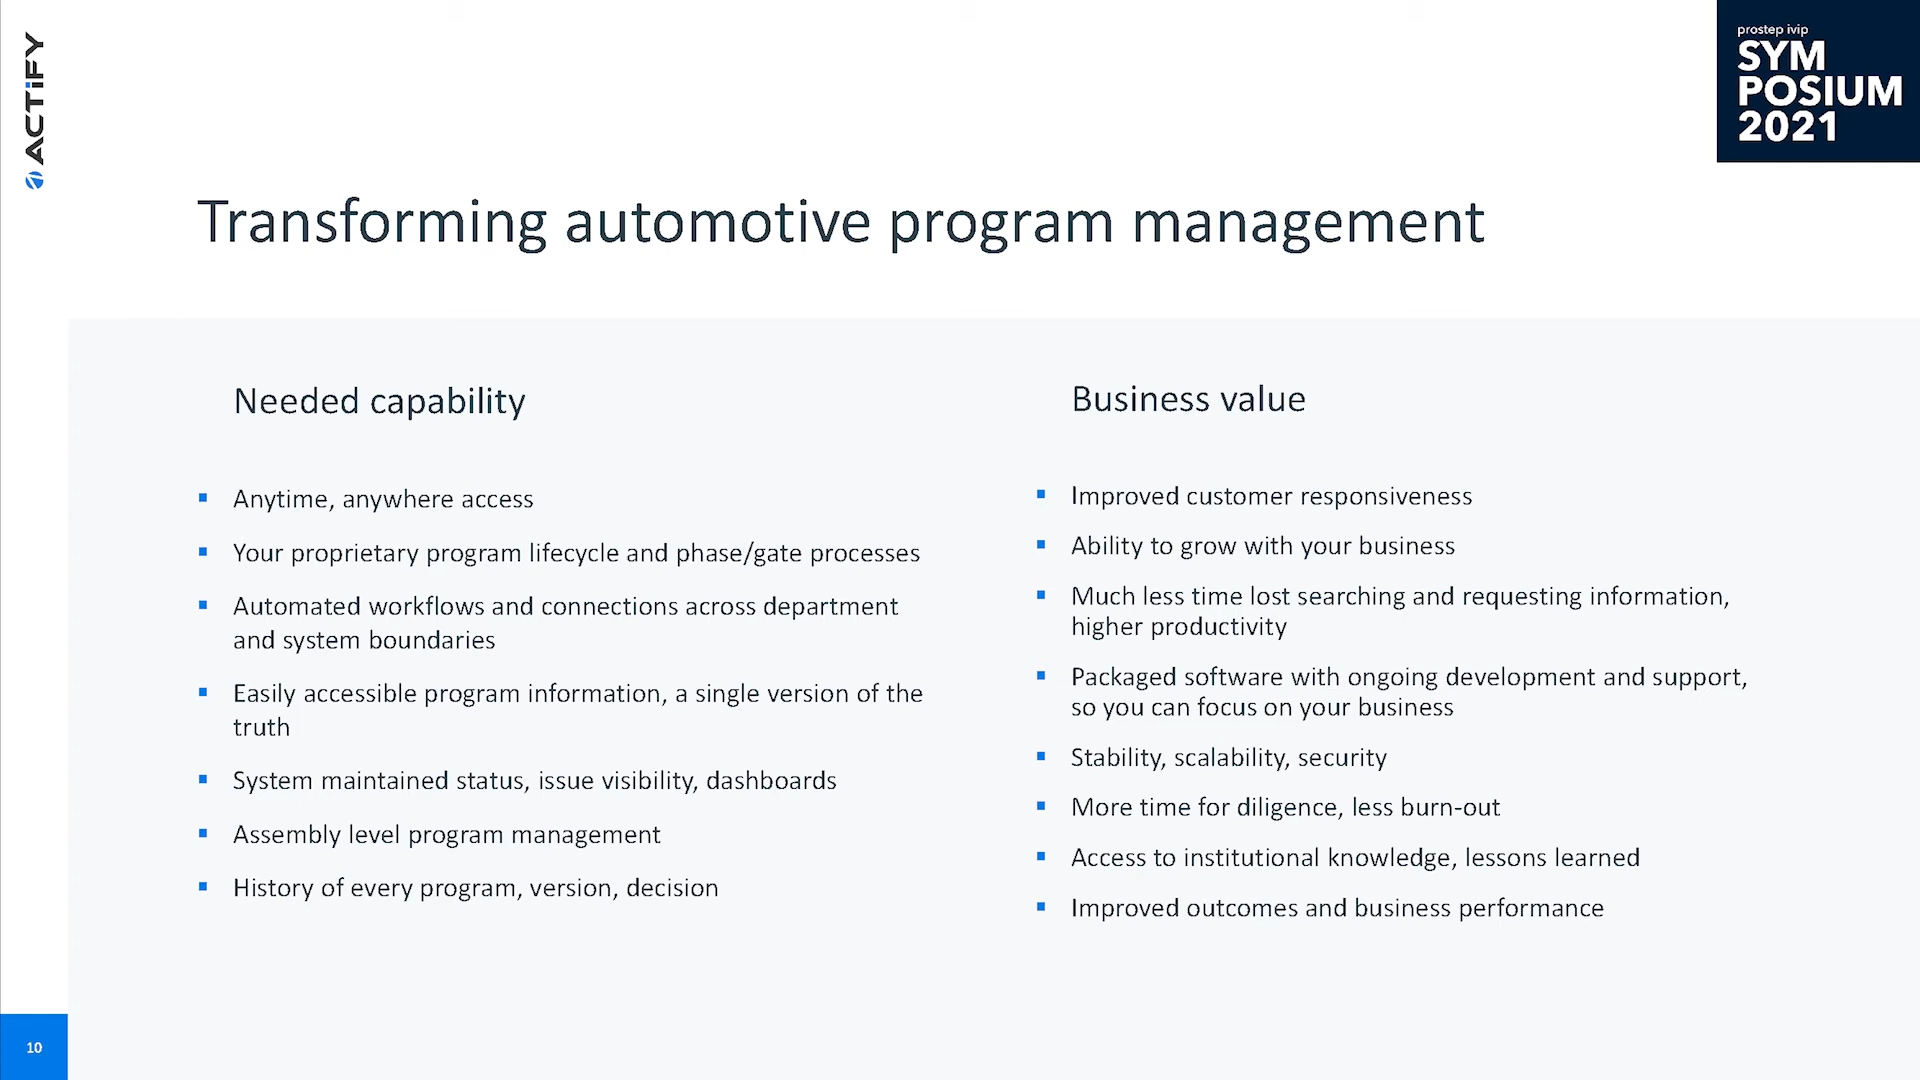 ACTiFY
prostep ivip
SYM
POSIUM
2021
Transforming automotive program management
Needed capability
▪ Anytime, anywhere access
▪ Your proprietary program lifecycle and phase/gate processes
▪ Automated workflows and connections across department
and system boundaries
▪ Easily accessible program information, a single version of the
truth
▪ System maintained status, issue visibility, dashboards
▪ Assembly level program management
▪ History of every program, version, decision
Business value
▪ Improved customer responsiveness
▪ Ability to grow with your business
▪ Much less time lost searching and requesting information,
higher productivity
▪ Packaged software with ongoing development and support,
so you can focus on your business
▪ Stability, scalability, security
▪ More time for diligence, less burn-out
▪ Access to institutional knowledge, lessons learned
▪ Improved outcomes and business performance
10